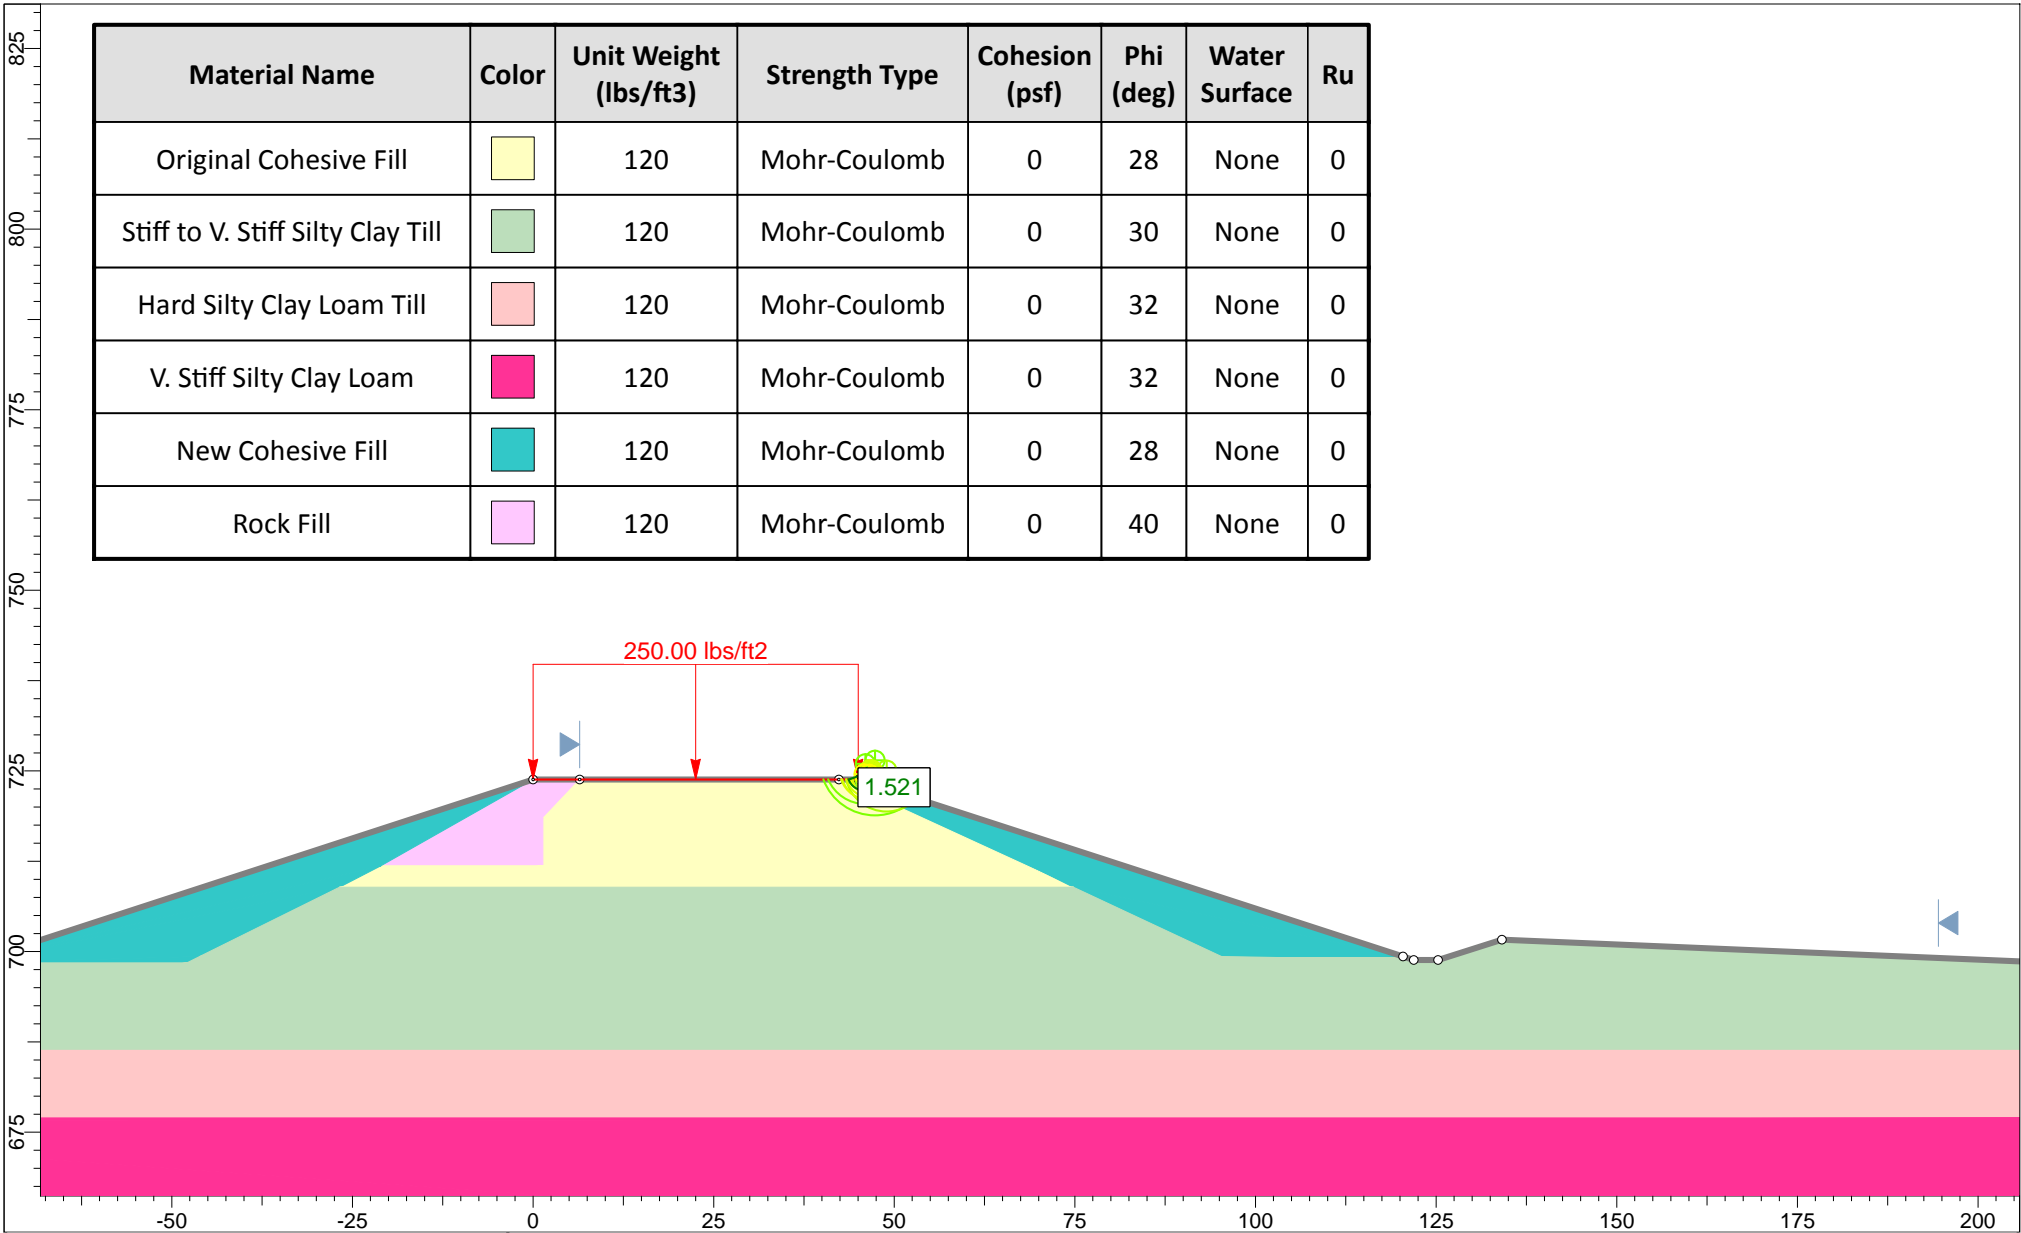 Material Name Color Unit Weight (lbs/ft3) Strength Type Cohesion (psf) Phi (deg) Water Surface Ru
Original Cohesive Fill 120 Mohr-Coulomb 0 28 None 0
Stiff to V. Stiff Silty Clay Till 120 Mohr-Coulomb 0 30 None 0
Hard Silty Clay Loam Till 120 Mohr-Coulomb 0 32 None 0
V. Stiff Silty Clay Loam 120 Mohr-Coulomb 0 32 None 0
New Cohesive Fill 120 Mohr-Coulomb 0 28 None 0
Rock Fill 120 Mohr-Coulomb 0 40 None 0
825
800
775
750
725
700
675
250.00 lbs/ft2
1.521
-50 -25 0 25 50 75 100 125 150 175 200